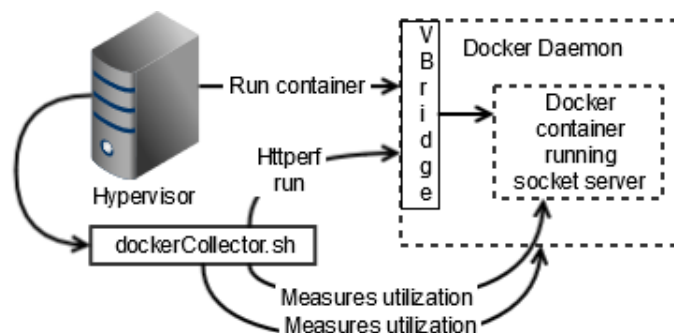 V
B
r
i
d
g
e
Docker Daemon
Run container
Docker
container
running
socket server
Httperf
run
Hypervisor
dockerCollector.sh
Measures utilization
Measures utilization